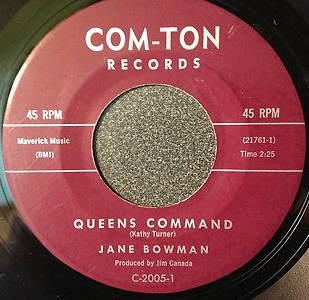 COM-TON
RECORDS
45 RPM
45 RPM
Maverick Music
(BMI)
(21761-1)
Time 2:25
QUEENS COMMAND
(Kathy Turner)
JANE BOWMAN
Produced by Jim Canada
C-2005-1